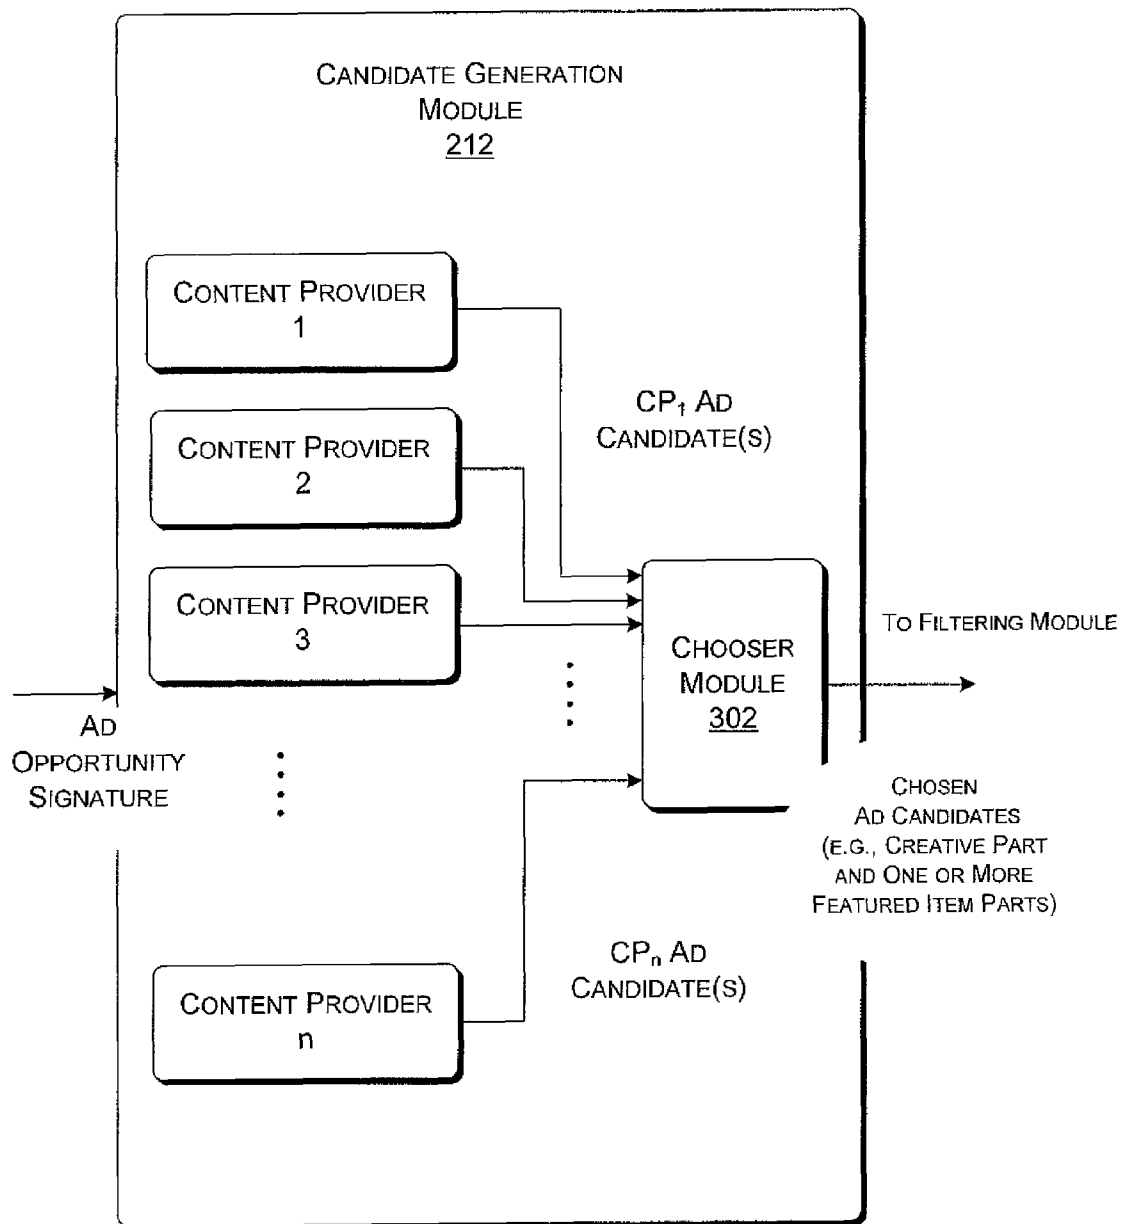 CANDIDATE GENERATION
MODULE
212
CONTENT PROVIDER
1
CP₁ AD
CANDIDATE(S)
CONTENT PROVIDER
2
CONTENT PROVIDER
3
TO FILTERING MODULE
CHOOSER
MODULE
302
AD
OPPORTUNITY
SIGNATURE
CHOSEN
AD CANDIDATES
(E.G., CREATIVE PART
AND ONE OR MORE
FEATURED ITEM PARTS)
CPₙ AD
CANDIDATE(S)
CONTENT PROVIDER
n